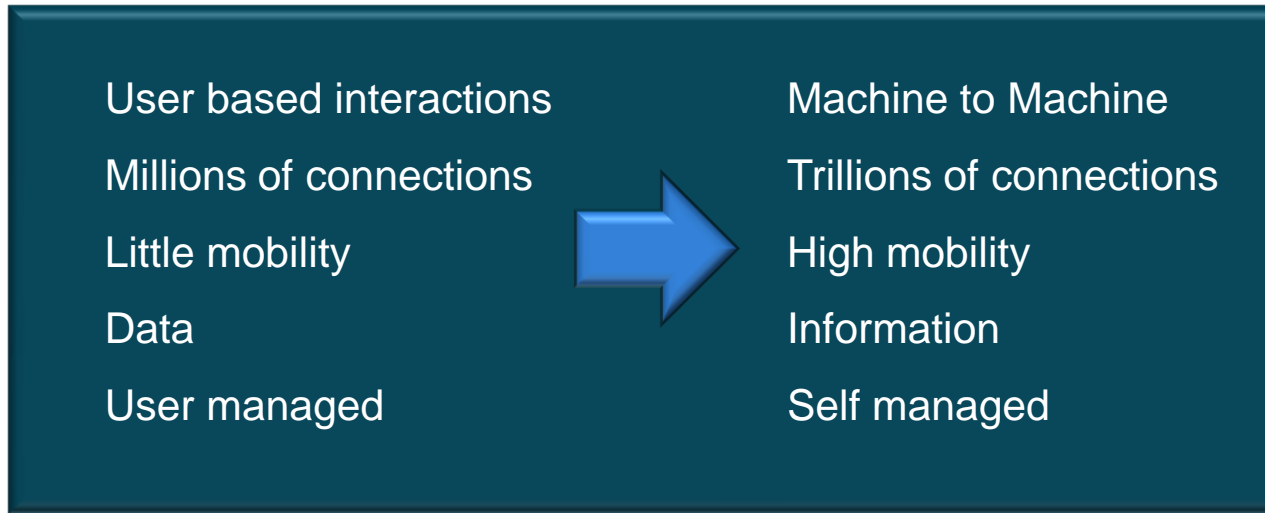 User based interactions
Millions of connections
Little mobility
Data
User managed
Machine to Machine
Trillions of connections
High mobility
Information
Self managed